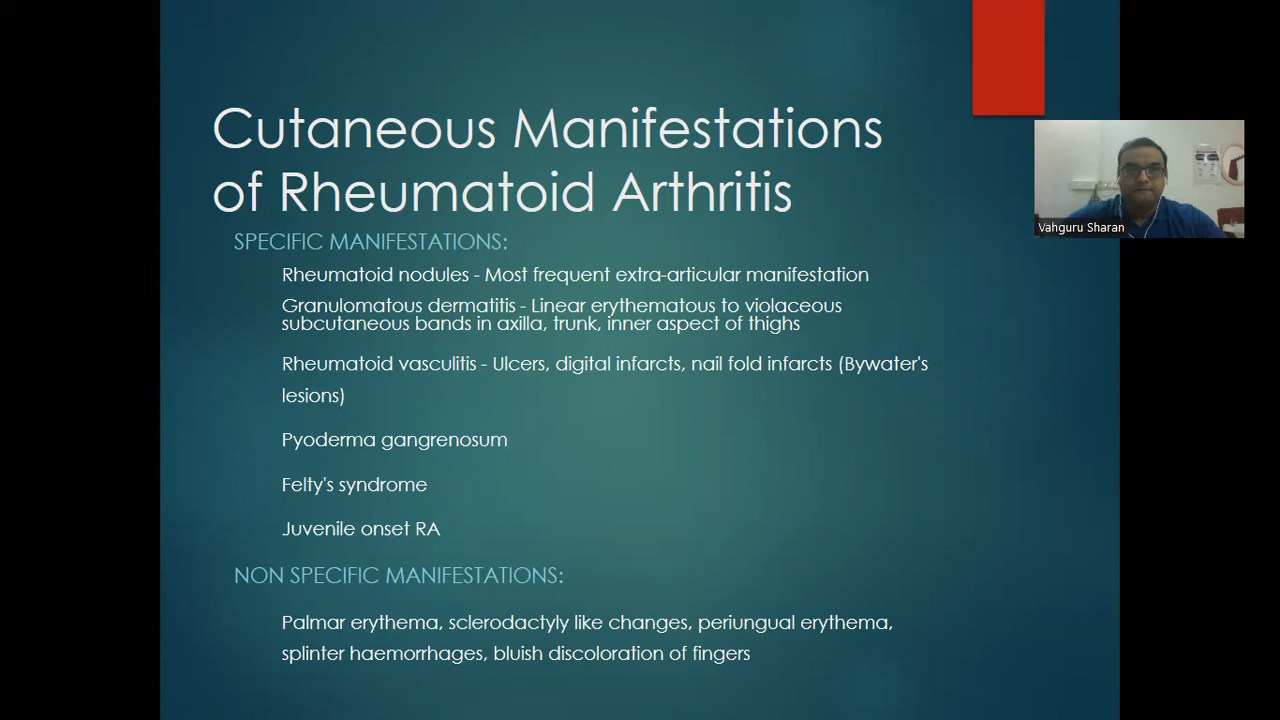 Cutaneous Manifestations
of Rheumatoid Arthritis
SPECIFIC MANIFESTATIONS:
Rheumatoid nodules - Most frequent extra-articular manifestation
Granulomatous dermatitis - Linear erythematous to violaceous
subcutaneous bands in axilla, trunk, inner aspect of thighs
Rheumatoid vasculitis - Ulcers, digital infarcts, nail fold infarcts (Bywater's
lesions)
Pyoderma gangrenosum
Felty's syndrome
Juvenile onset RA
NON SPECIFIC MANIFESTATIONS:
Palmar erythema, sclerodactyly like changes, periungual erythema,
splinter haemorrhages, bluish discoloration of fingers
Vahguru Sharan